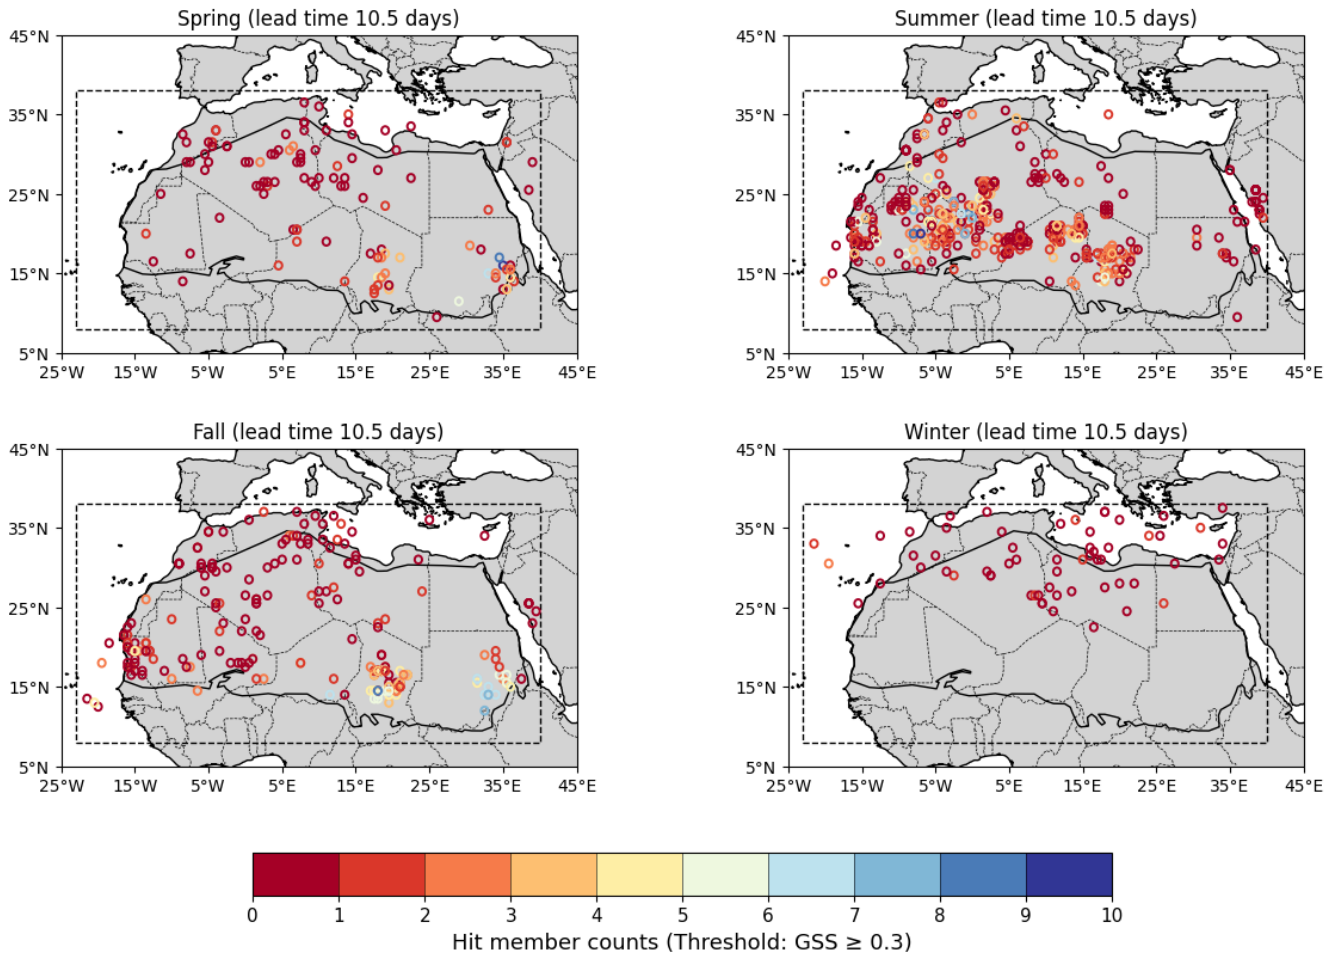 Spring (lead time 10.5 days)
Summer (lead time 10.5 days)
45°N
35°N
25°N
15°N
5°N
25°W 15°W 5°W 5°E 15°E 25°E 35°E 45°E
45°N
35°N
25°N
15°N
5°N
25°W 15°W 5°W 5°E 15°E 25°E 35°E 45°E
Fall (lead time 10.5 days)
Winter (lead time 10.5 days)
45°N
35°N
25°N
15°N
5°N
25°W 15°W 5°W 5°E 15°E 25°E 35°E 45°E
45°N
35°N
25°N
15°N
5°N
25°W 15°W 5°W 5°E 15°E 25°E 35°E 45°E
0 1 2 3 4 5 6 7 8 9 10
Hit member counts (Threshold: GSS ≥ 0.3)